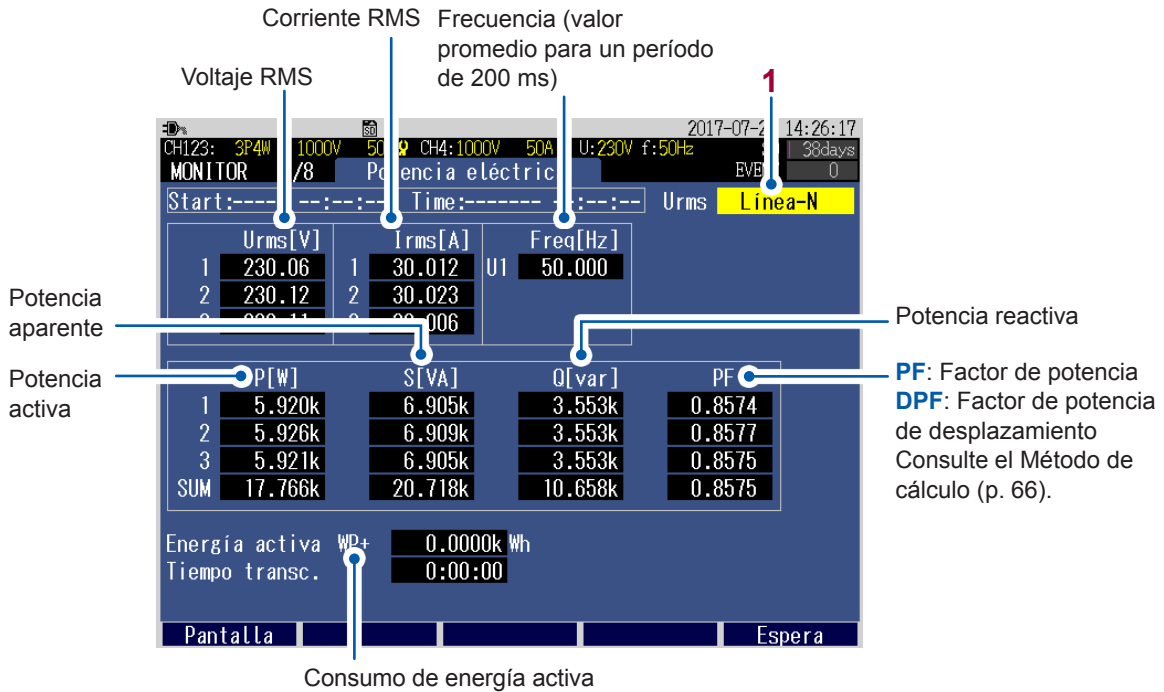 Corriente RMS
Frecuencia (valor
promedio para un período
de 200 ms)
Voltaje RMS
1
SD
2017-07-2 14:26:17
CH123: 3P4W 1000V 50 CH4:1000V 50A U:230V f:50Hz 38days
MONITOR /8 Potencia eléctric EVE 0
Start:----- --:--:-- Time:------- --:--:-- Urms Línea-N
Urms[V] Irms[A] Freq[Hz]
1 230.06 1 30.012 U1 50.000
2 230.12 2 30.023
006
Potencia
aparente
Potencia reactiva
Potencia
activa
P[W] S[VA] Q[var] PF
1 5.920k 6.905k 3.553k 0.8574
2 5.926k 6.909k 3.553k 0.8577
3 5.921k 6.905k 3.553k 0.8575
SUM 17.766k 20.718k 10.658k 0.8575
PF: Factor de potencia
DPF: Factor de potencia
de desplazamiento
Consulte el Método de
cálculo (p. 66).
Energía activa WP+ 0.0000k Wh
Tiempo transc. 0:00:00
Pantalla Espera
Consumo de energía activa